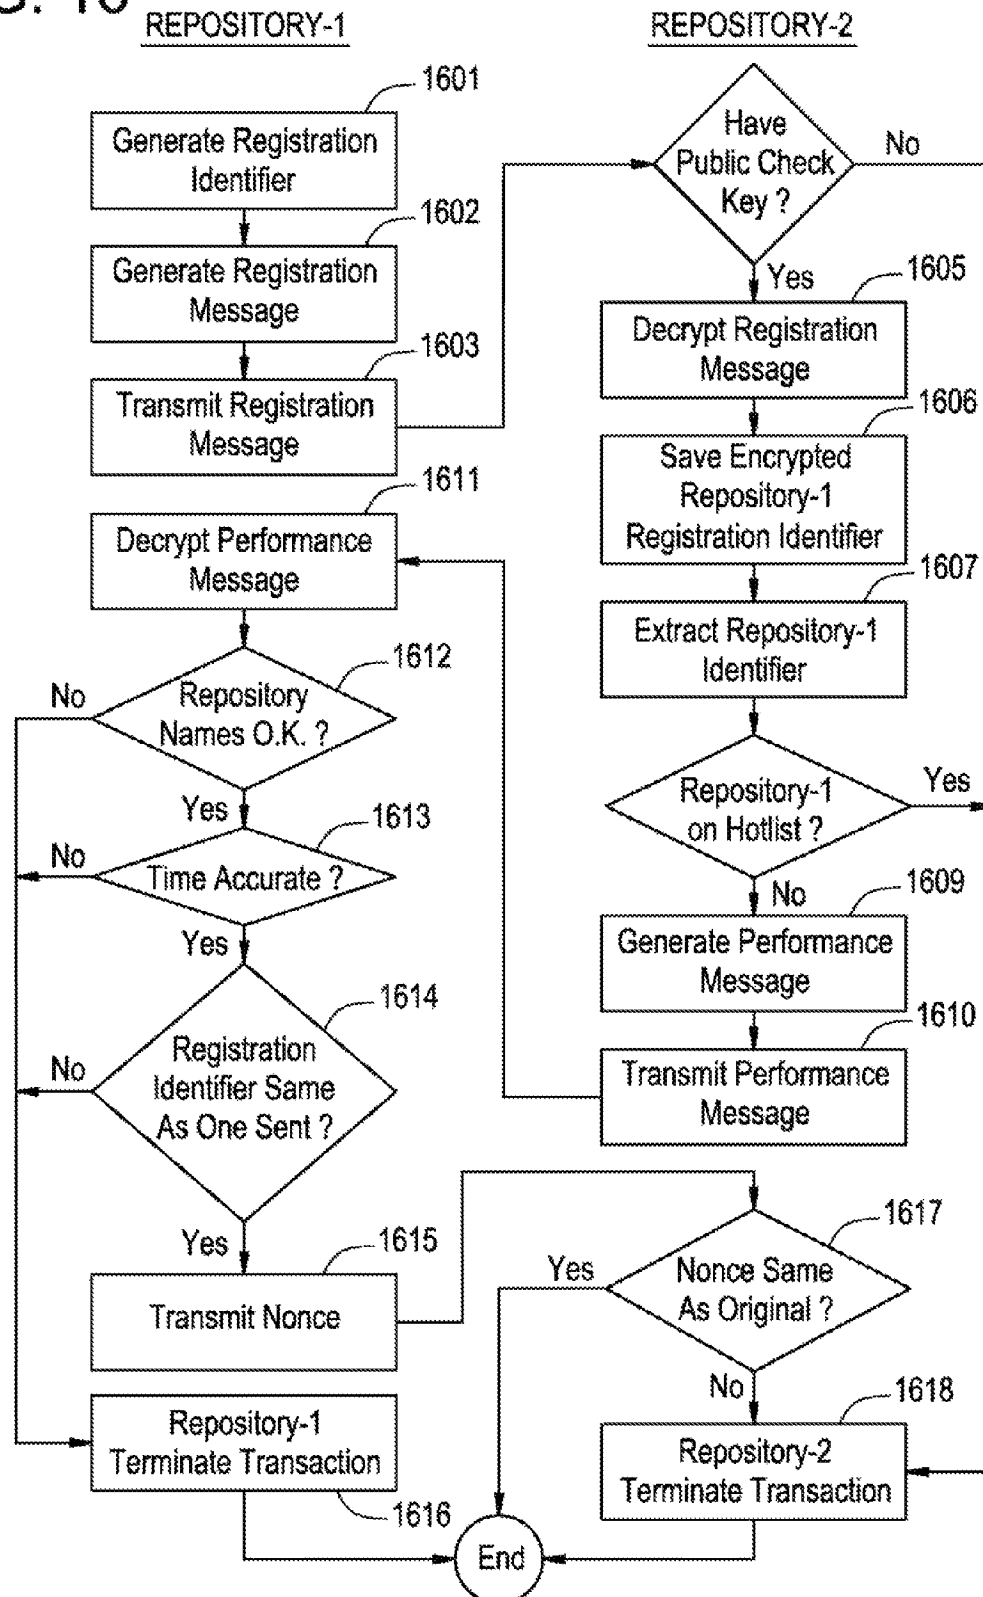 REPOSITORY-1
1601
Generate Registration
Identifier
1602
Generate Registration
Message
1603
Transmit Registration
Message
1611
Decrypt Performance
Message
1612
Repository
Names O.K. ?
No
Yes
1613
Time Accurate ?
No
Yes
1614
Registration
Identifier Same
As One Sent ?
No
Yes
1615
Transmit Nonce
Repository-1
Terminate Transaction
1616
REPOSITORY-2
Have
Public Check
Key ?
No
Yes
1605
Decrypt Registration
Message
1606
Save Encrypted
Repository-1
Registration Identifier
1607
Extract Repository-1
Identifier
Repository-1
on Hotlist ?
Yes
No
1609
Generate Performance
Message
1610
Transmit Performance
Message
1617
Nonce Same
As Original ?
Yes
No
1618
Repository-2
Terminate Transaction
End